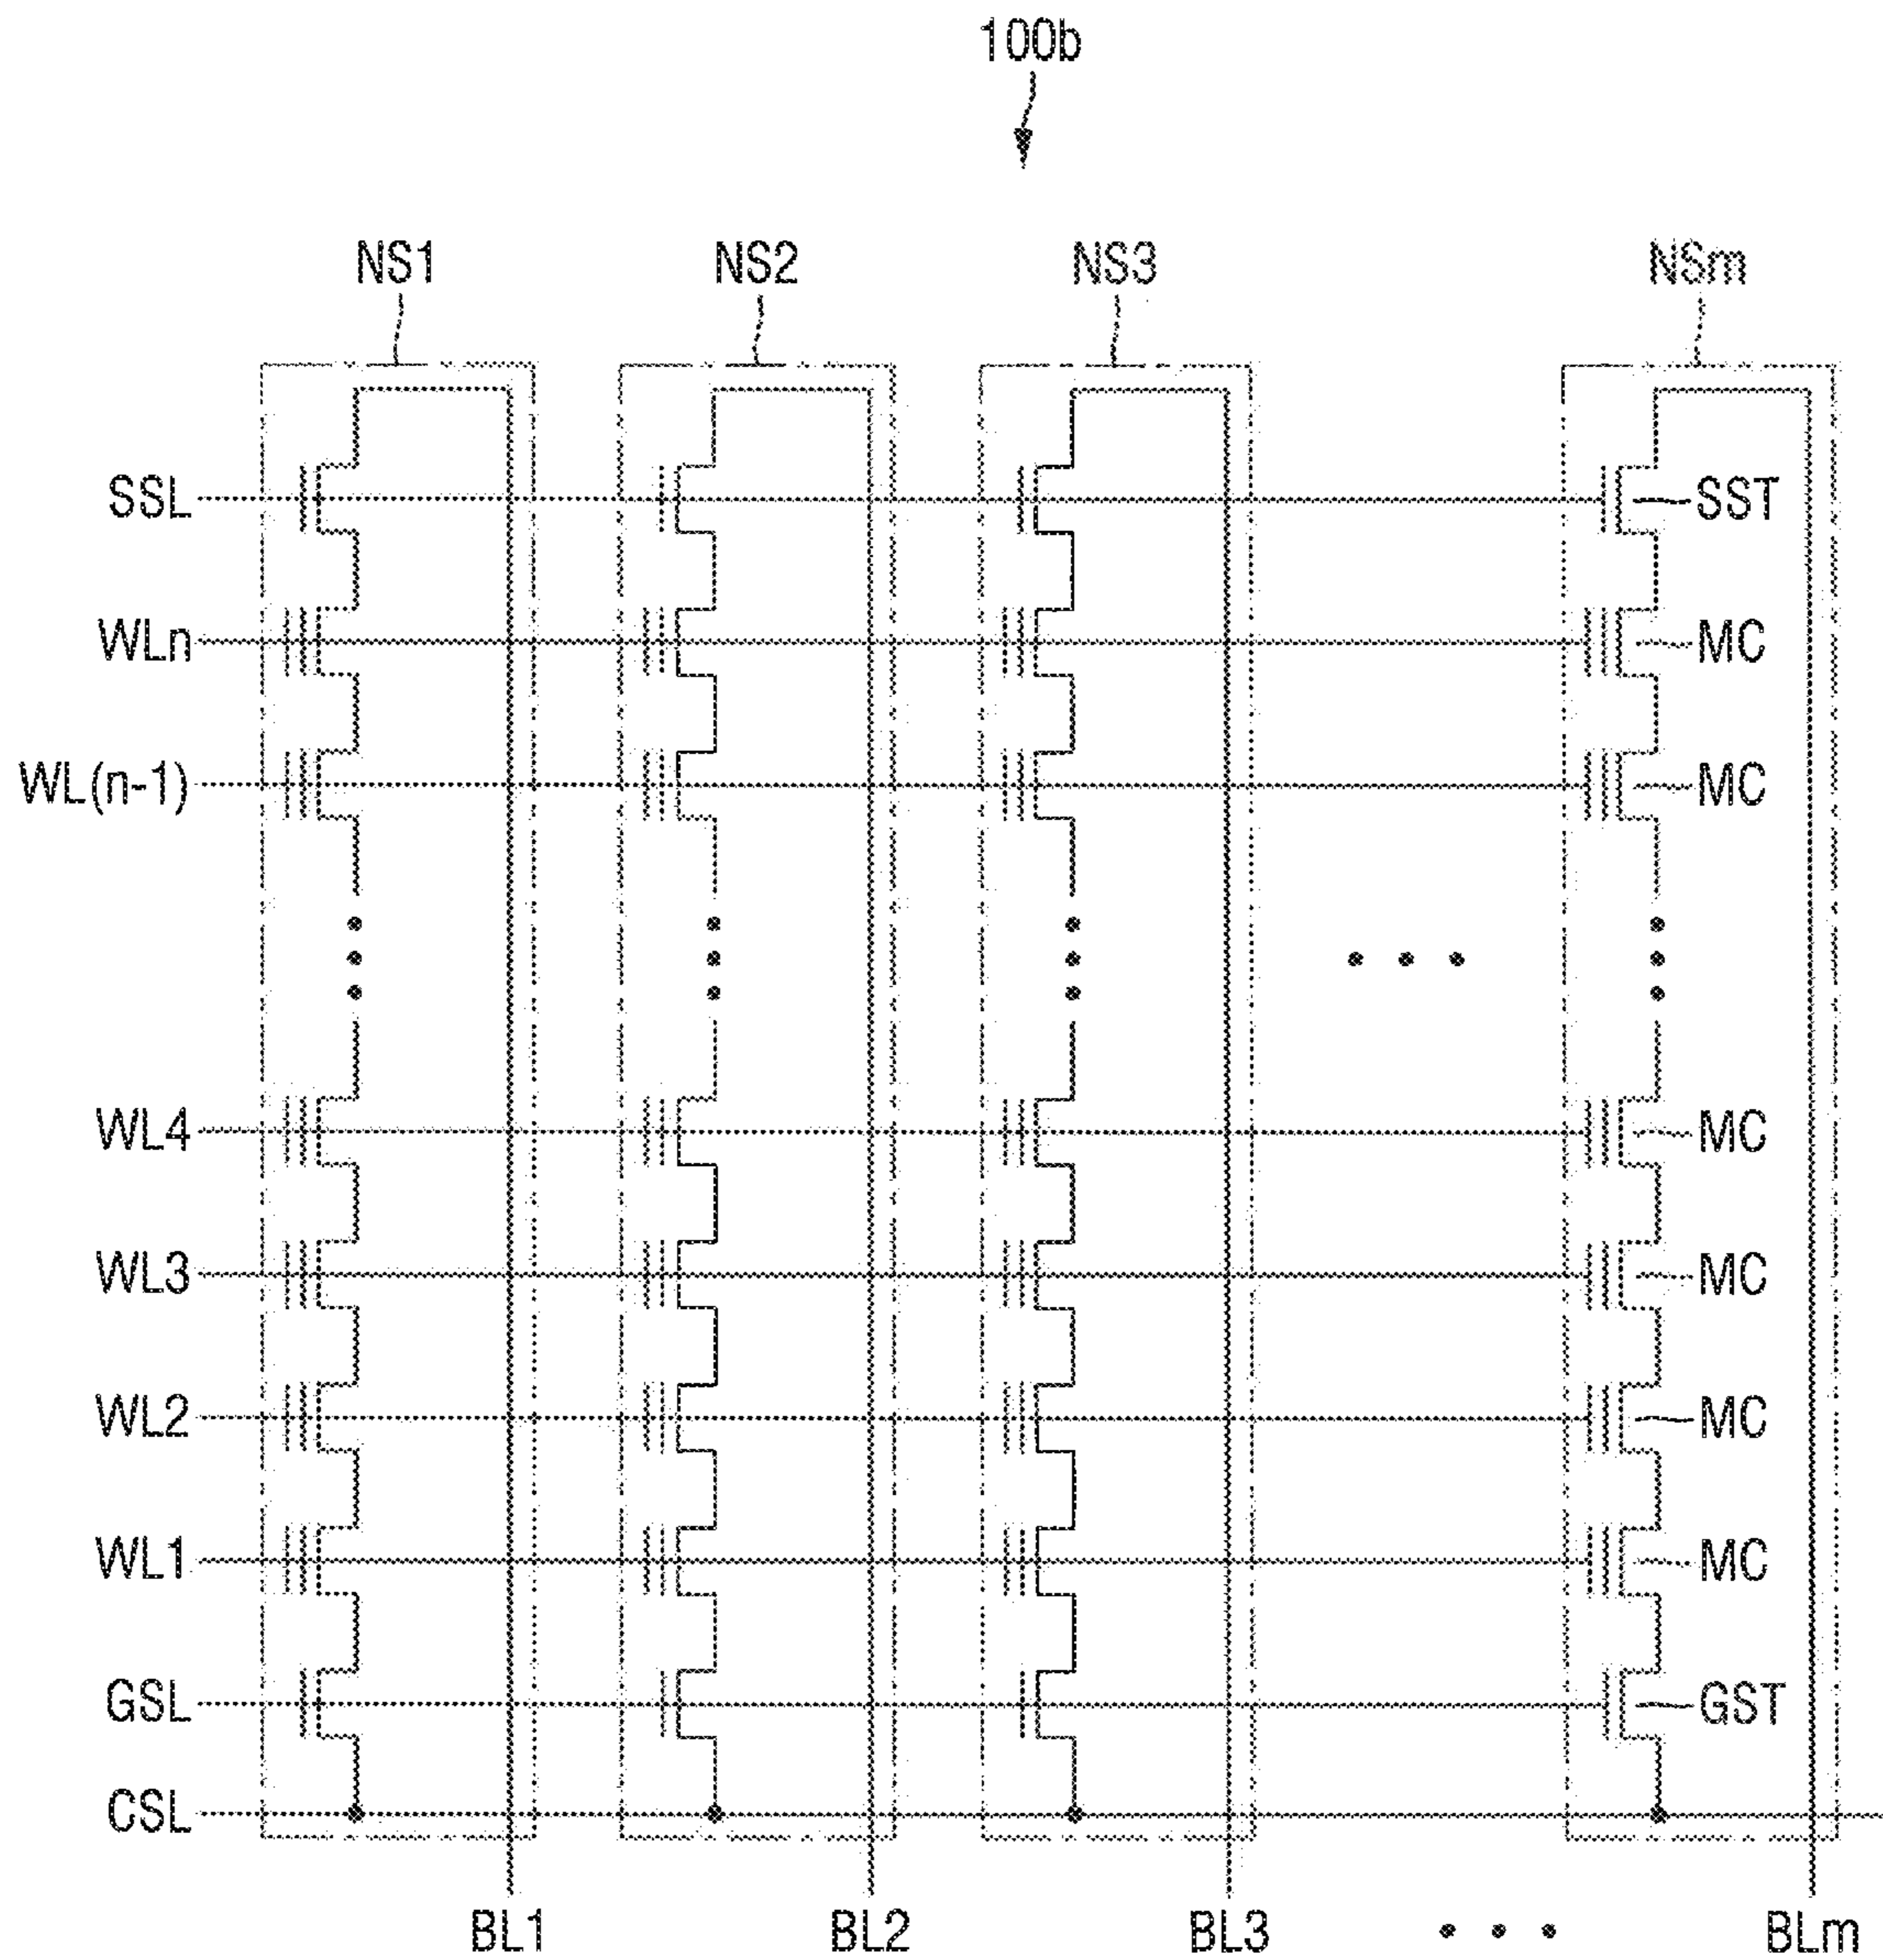 100b
NS1 NS2 NS3 NSm
SSL SST
WLn MC
WL(n-1) MC
WL4 MC
WL3 MC
WL2 MC
WL1 MC
GSL GST
CSL
BL1 BL2 BL3 • • • BLm